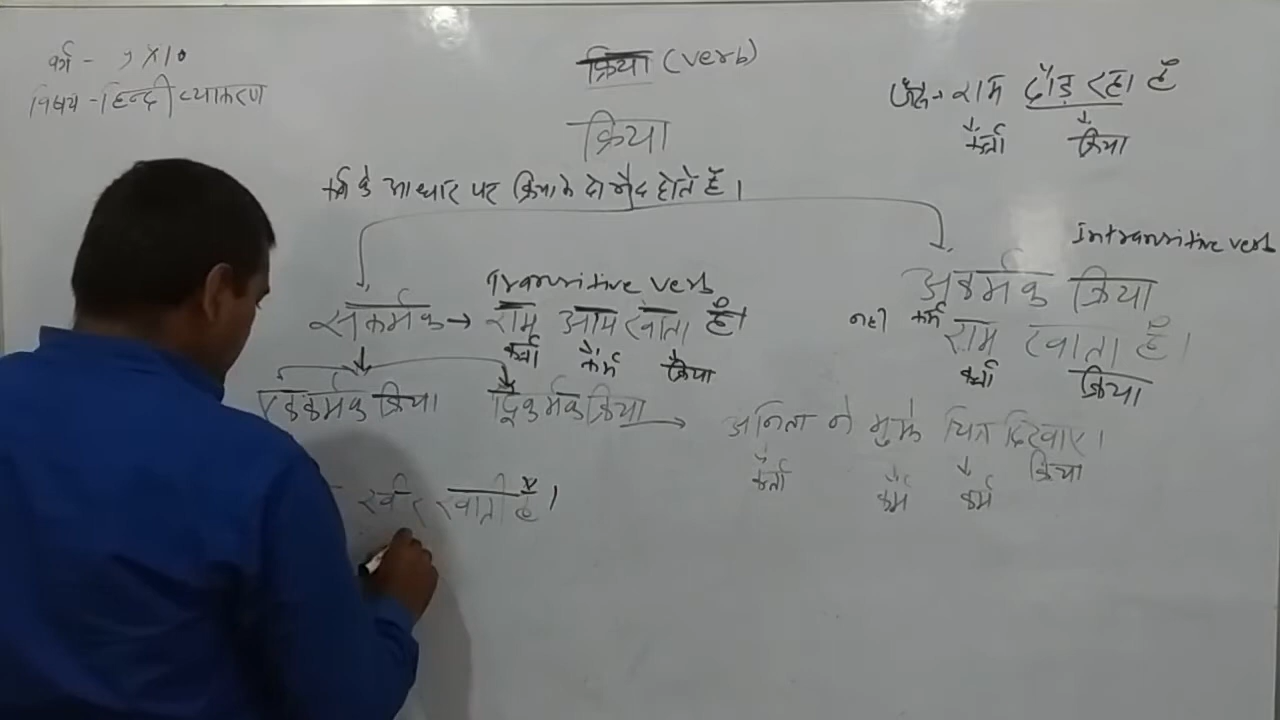 वर्ग - 9 X 10
विषय - हिन्दी व्याकरण
क्रिया (verb)
क्रिया
जैसे → राम दौड़ रहा है
कर्ता क्रिया
कर्म के आधार पर क्रिया के दो भेद होते हैं।
Intransitive verb
अकर्मक क्रिया
Transitive verb
सकर्मक → राम आम खाता है।
कर्ता कर्म क्रिया
नहीं कर्म
राम खाता है।
कर्ता क्रिया
एककर्मक क्रिया द्विकर्मक क्रिया → अनिता ने मुझे चित्र दिखाए।
कर्ता कर्म कर्म क्रिया
खीर खाती है।